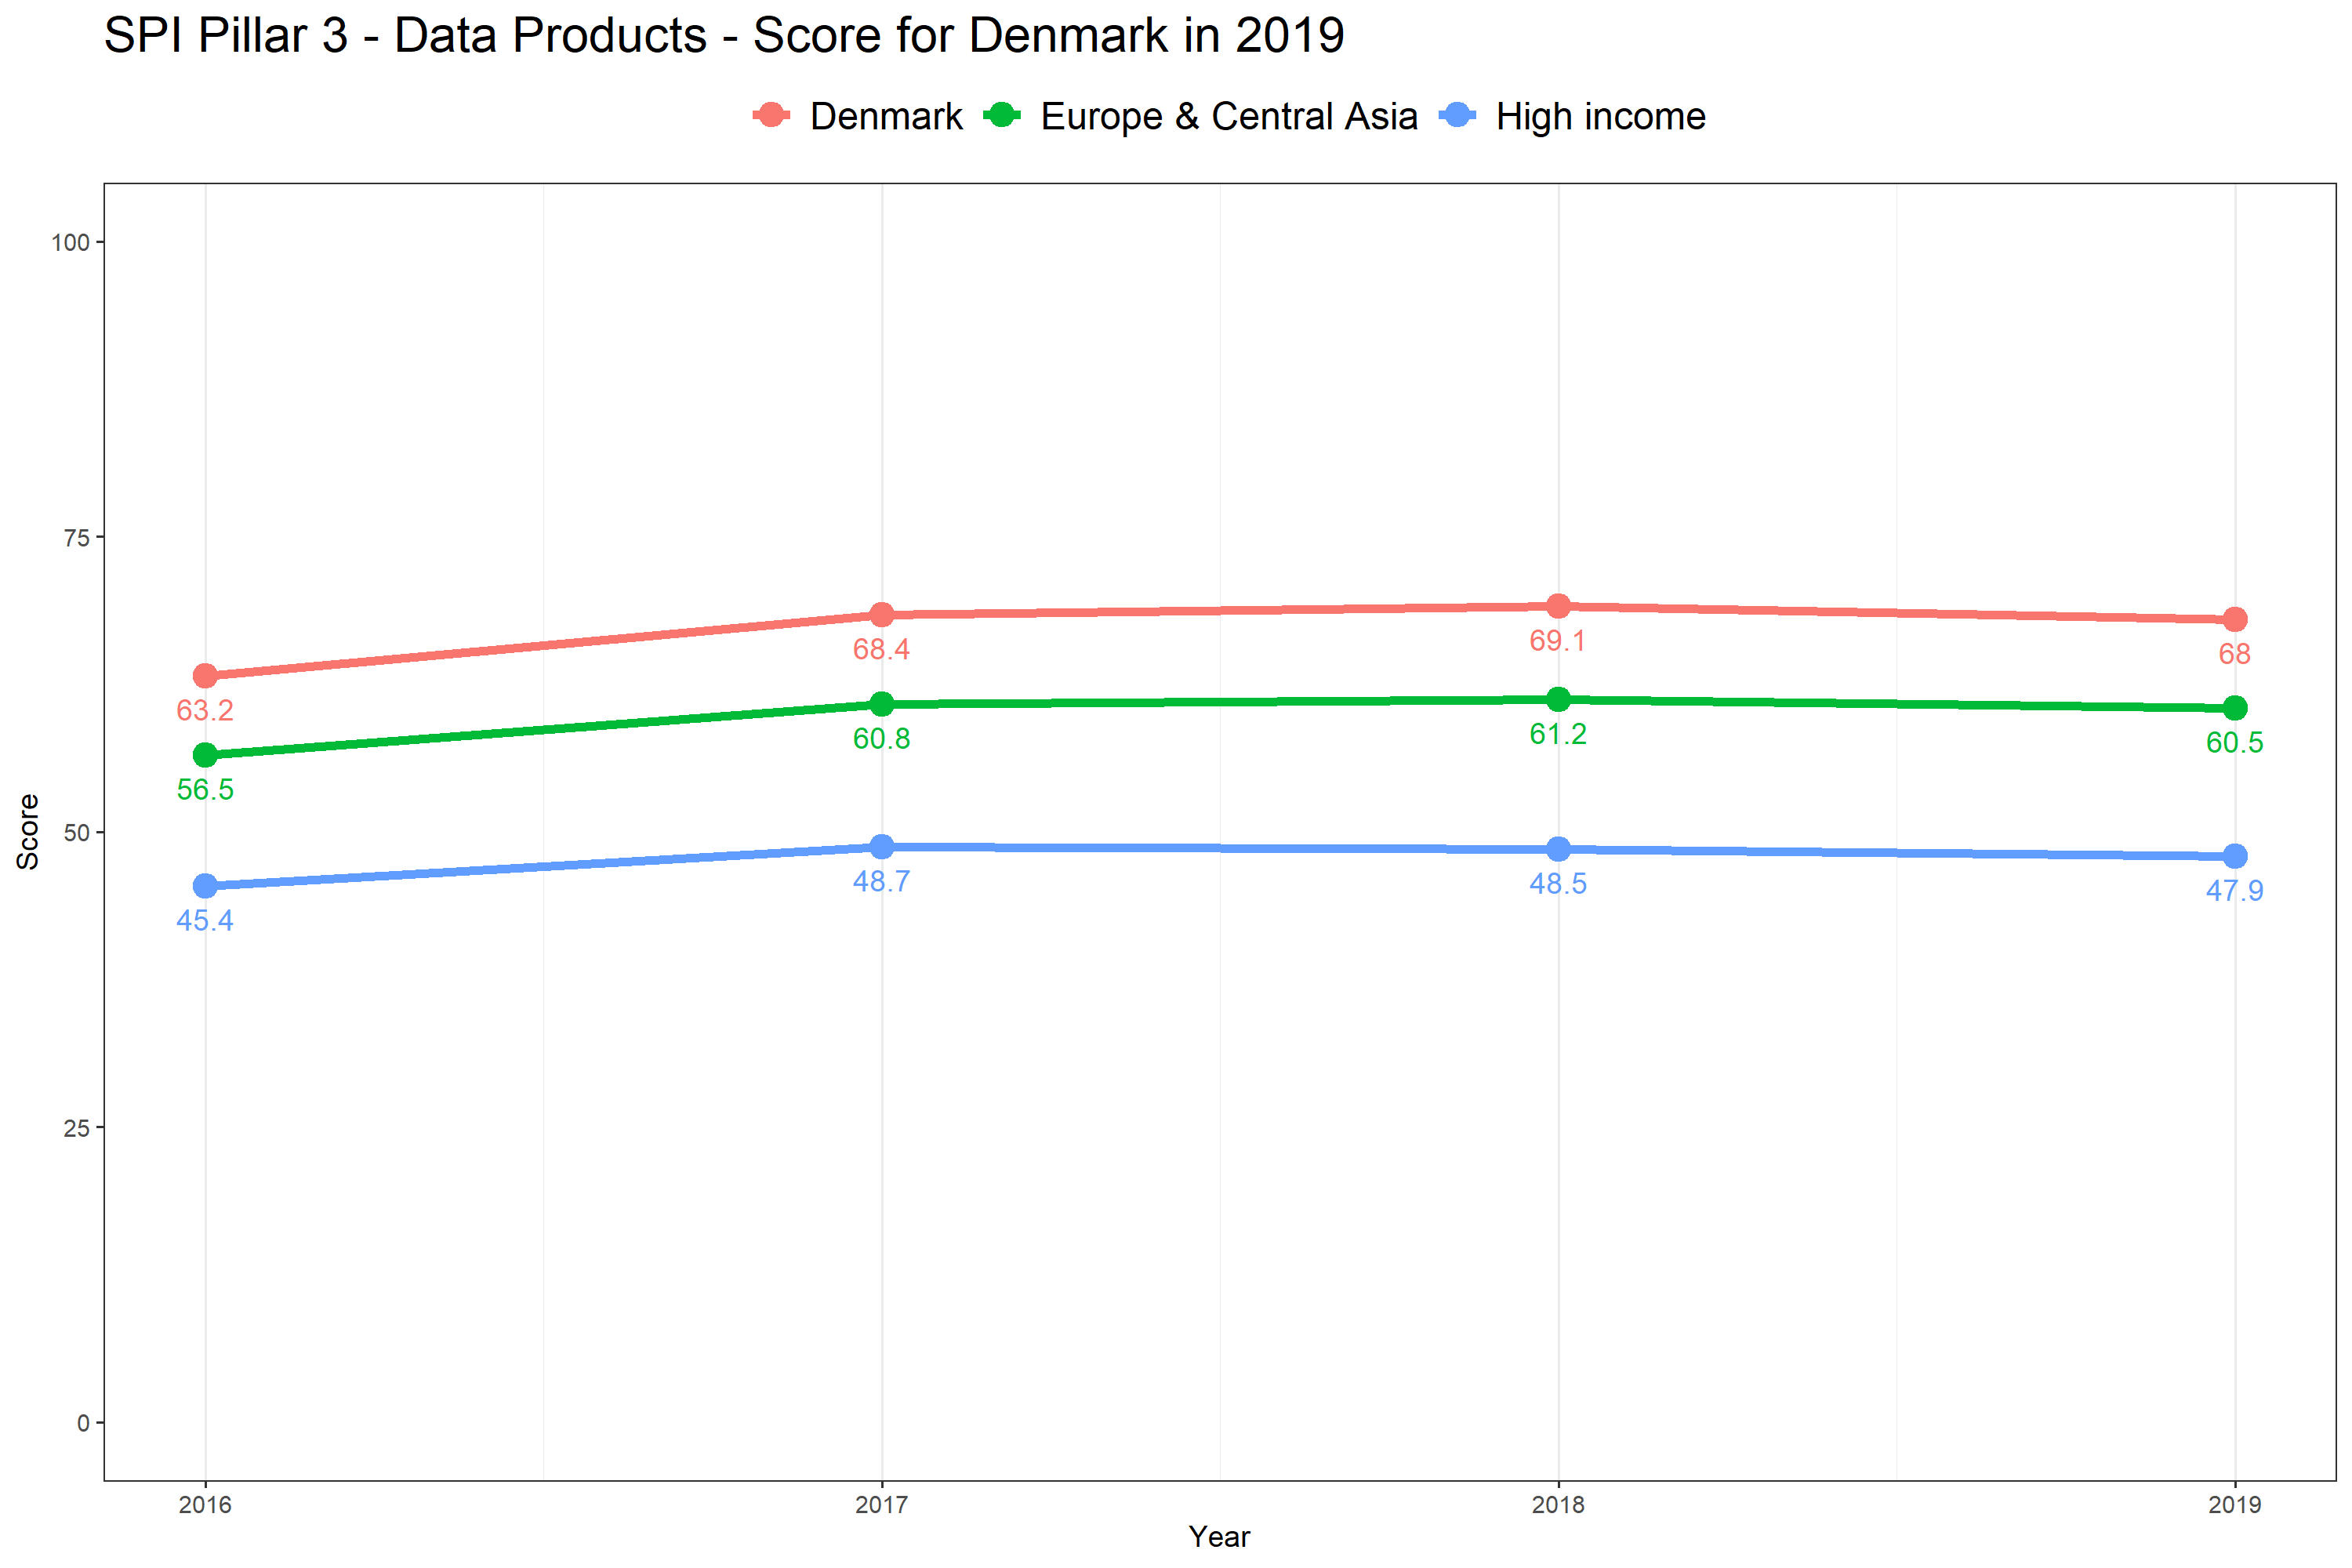 SPI Pillar 3 - Data Products - Score for Denmark in 2019
Denmark Europe & Central Asia High income
100
75
50
25
0
Score
63.2 68.4 69.1 68
56.5 60.8 61.2 60.5
45.4 48.7 48.5 47.9
2016 2017 2018 2019
Year